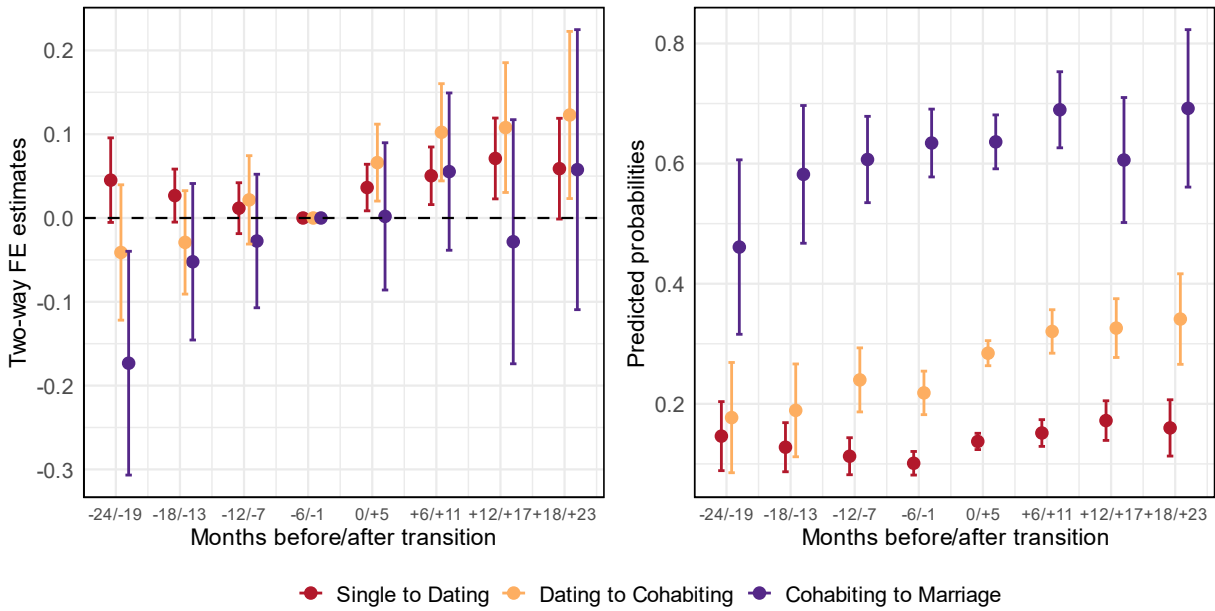 Two-way FE estimates
0.2
0.1
0.0
-0.1
-0.2
-0.3
-24/-19 -18/-13 -12/-7 -6/-1 0/+5 +6/+11 +12/+17 +18/+23
Months before/after transition
Predicted probabilities
0.8
0.6
0.4
0.2
-24/-19 -18/-13 -12/-7 -6/-1 0/+5 +6/+11 +12/+17 +18/+23
Months before/after transition
Single to Dating Dating to Cohabiting Cohabiting to Marriage